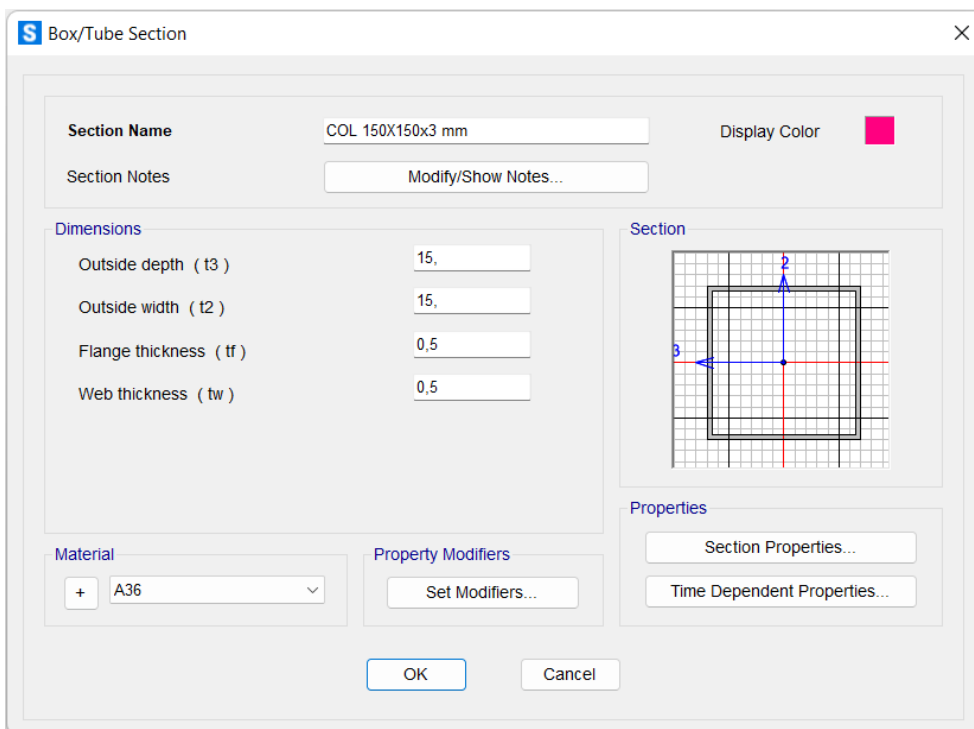 S Box/Tube Section
Section Name COL 150X150x3 mm Display Color
Section Notes Modify/Show Notes...
Dimensions
Outside depth ( t3 ) 15,
Outside width ( t2 ) 15,
Flange thickness ( tf ) 0,5
Web thickness ( tw ) 0,5
Section
2
3
Material
+ A36
Property Modifiers
Set Modifiers...
Properties
Section Properties...
Time Dependent Properties...
OK Cancel